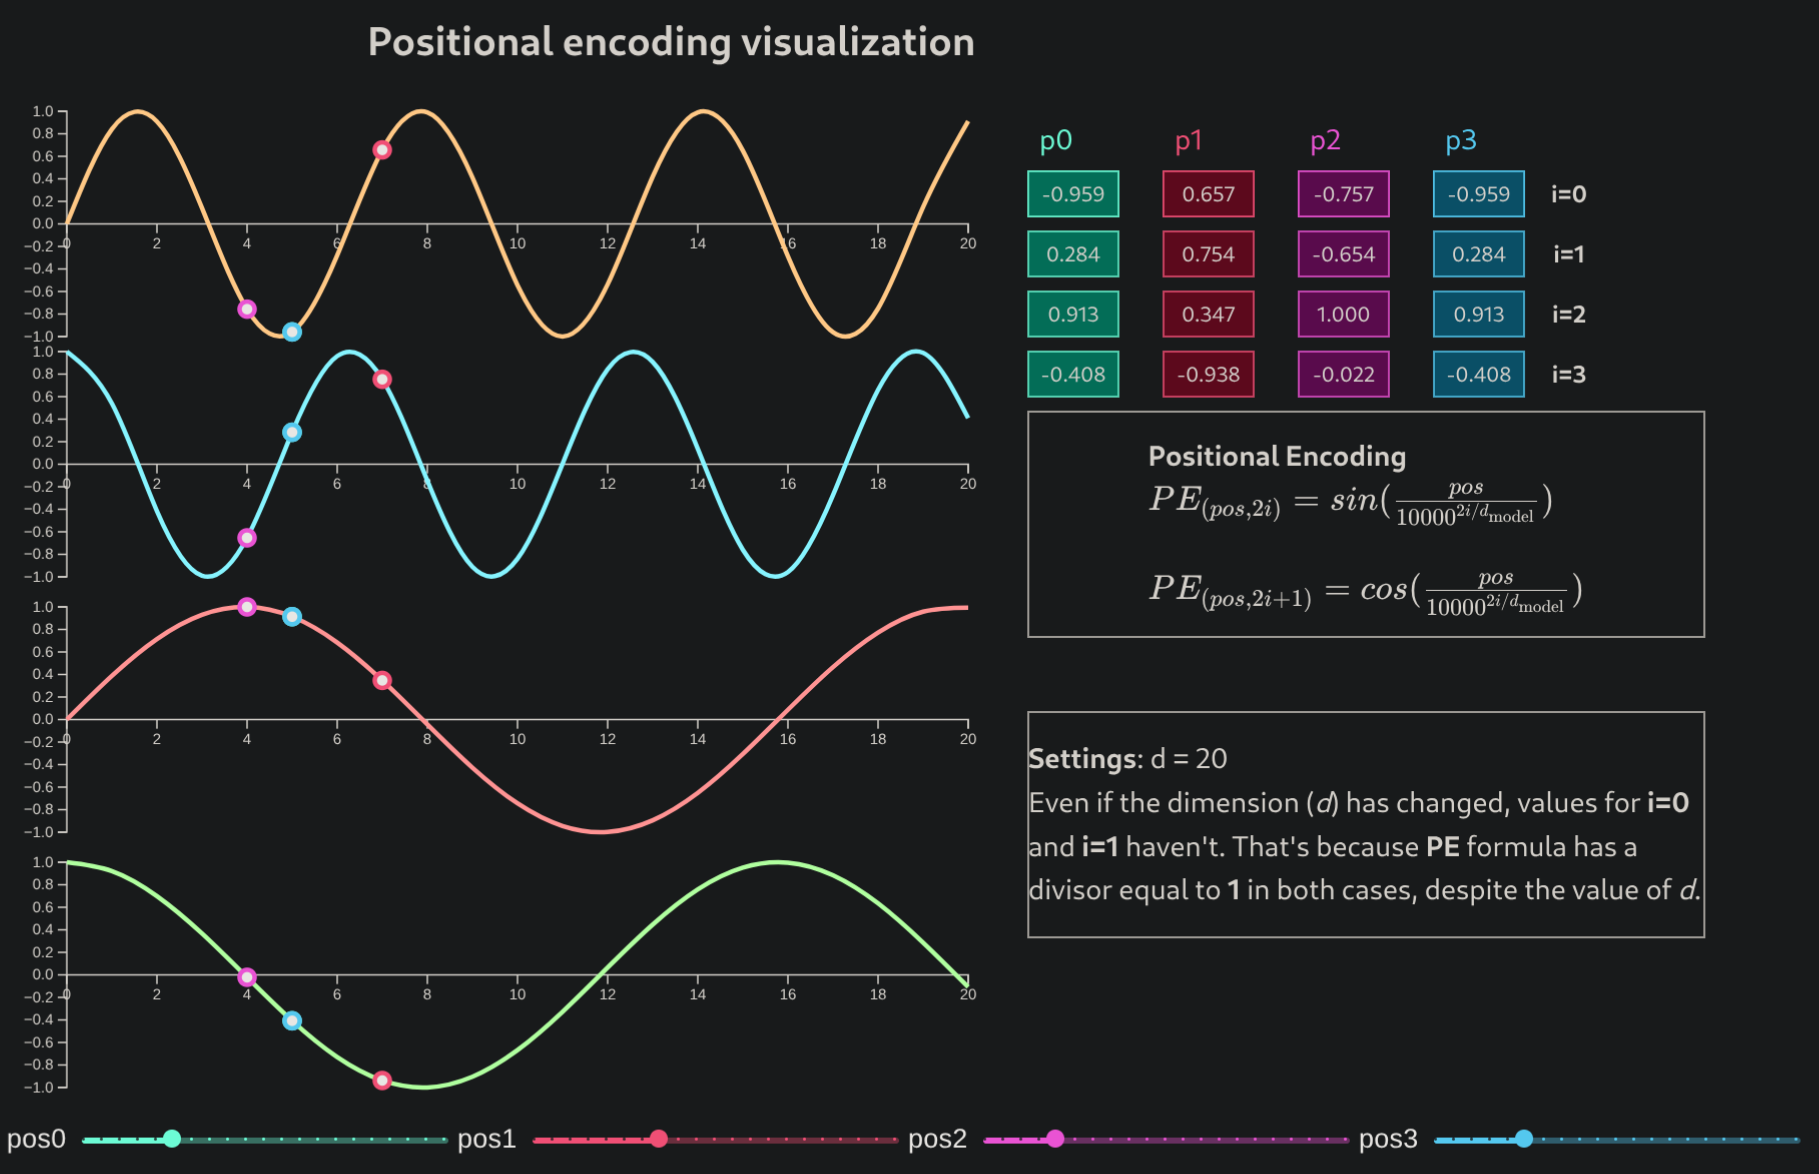 Positional encoding visualization
1.0
0.8
0.6
0.4
0.2
0.0
−0.2
−0.4
−0.6
−0.8
−1.0
0 2 4 6 8 10 12 14 16 18 20
1.0
0.8
0.6
0.4
0.2
0.0
−0.2
−0.4
−0.6
−0.8
−1.0
0 2 4 6 8 10 12 14 16 18 20
1.0
0.8
0.6
0.4
0.2
0.0
−0.2
−0.4
−0.6
−0.8
−1.0
0 2 4 6 8 10 12 14 16 18 20
1.0
0.8
0.6
0.4
0.2
0.0
−0.2
−0.4
−0.6
−0.8
−1.0
0 2 4 6 8 10 12 14 16 18 20
p0 p1 p2 p3
-0.959 0.657 -0.757 -0.959 i=0
0.284 0.754 -0.654 0.284 i=1
0.913 0.347 1.000 0.913 i=2
-0.408 -0.938 -0.022 -0.408 i=3
Positional Encoding
PE_(pos,2i) = sin(pos / 10000^(2i/d_model))
PE_(pos,2i+1) = cos(pos / 10000^(2i/d_model))
Settings: d = 20
Even if the dimension (d) has changed, values for i=0
and i=1 haven't. That's because PE formula has a
divisor equal to 1 in both cases, despite the value of d.
pos0 pos1 pos2 pos3